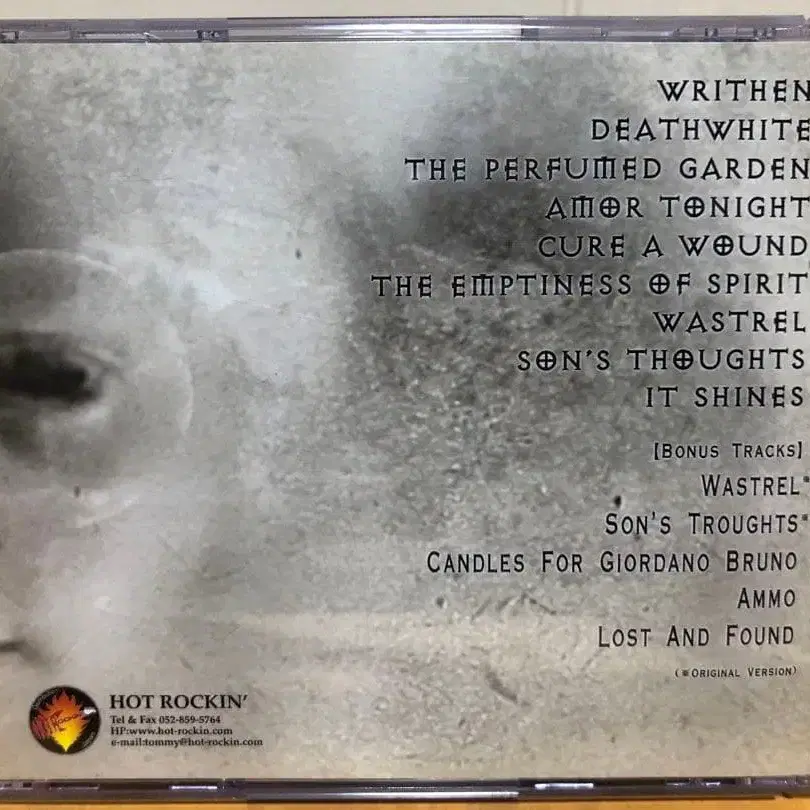 WRITHEN
DEATHWHITE
THE PERFUMED GARDEN
AMOR TONIGHT
CURE A WOUND
THE EMPTINESS OF SPIRIT
WASTREL
SON'S THOUGHTS
IT SHINES
[BONUS TRACKS]
WASTREL※
SON'S TROUGHTS※
CANDLES FOR GIORDANO BRUNO
AMMO
LOST AND FOUND
(※ORIGINAL VERSION)
HOT ROCKIN'
Tel & Fax 052-859-5764
HP:www.hot-rockin.com
e-mail:tommy@hot-rockin.com